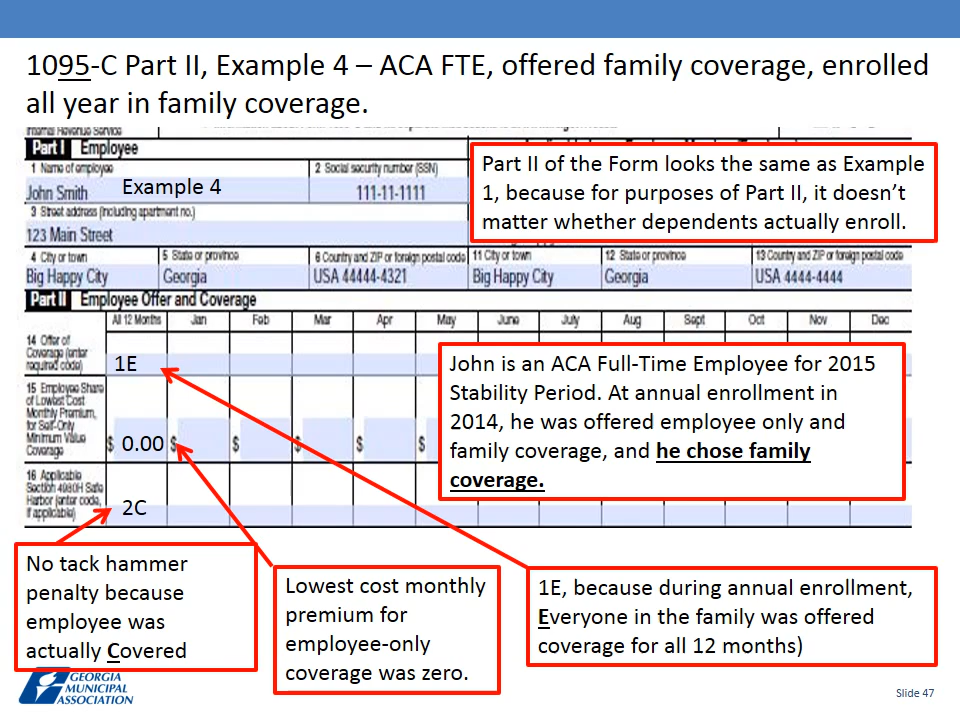 1095-C Part II, Example 4 – ACA FTE, offered family coverage, enrolled
all year in family coverage.
Internal Revenue Service
Part I Employee
1 Name of employee
2 Social security number (SSN)
John Smith
Example 4
111-11-1111
3 Street address (including apartment no.)
123 Main Street
Part II of the Form looks the same as Example
1, because for purposes of Part II, it doesn’t
matter whether dependents actually enroll.
4 City or town
5 State or province
6 Country and ZIP or foreign postal code
11 City or town
12 State or province
13 Country and ZIP or foreign postal code
Big Happy City
Georgia
USA 44444-4321
Big Happy City
Georgia
USA 4444-4444
Part II Employee Offer and Coverage
All 12 Months Jan Feb Mar Apr May June July Aug Sept Oct Nov Dec
14 Offer of
Coverage (enter
required code)
1E
15 Employee Share
of Lowest Cost
Monthly Premium,
for Self-Only
Minimum Value
Coverage
$ 0.00 $ $ $ $ $
16 Applicable
Section 4980H Safe
Harbor (enter code,
if applicable)
2C
John is an ACA Full-Time Employee for 2015
Stability Period. At annual enrollment in
2014, he was offered employee only and
family coverage, and he chose family
coverage.
No tack hammer
penalty because
employee was
actually Covered
Lowest cost monthly
premium for
employee-only
coverage was zero.
1E, because during annual enrollment,
Everyone in the family was offered
coverage for all 12 months)
GEORGIA
MUNICIPAL
ASSOCIATION
Slide 47